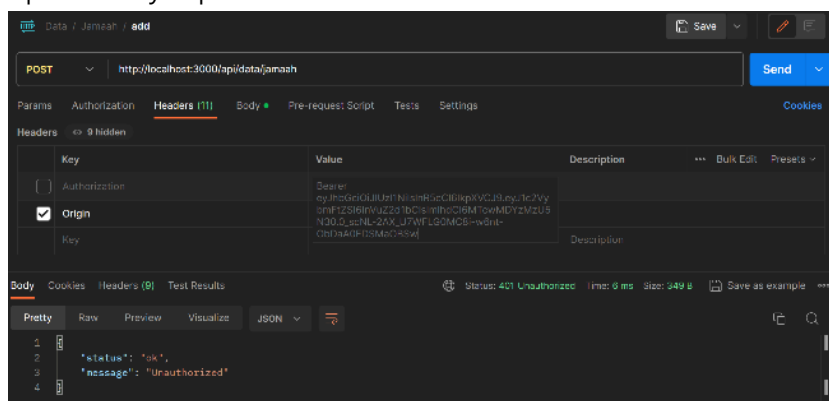 HTTP Data / Jamaah / add Save
POST http://localhost:3000/api/data/jamaah Send
Params Authorization Headers (11) Body Pre-request Script Tests Settings Cookies
Headers 9 hidden
Key Value Description Bulk Edit Presets
Authorization Bearer
Origin
Key Description
Body Cookies Headers (9) Test Results Status: 401 Unauthorized Time: 6 ms Size: 349 B Save as example
Pretty Raw Preview Visualize JSON
1 {
2 "status": "ok",
3 "message": "Unauthorized"
4 }